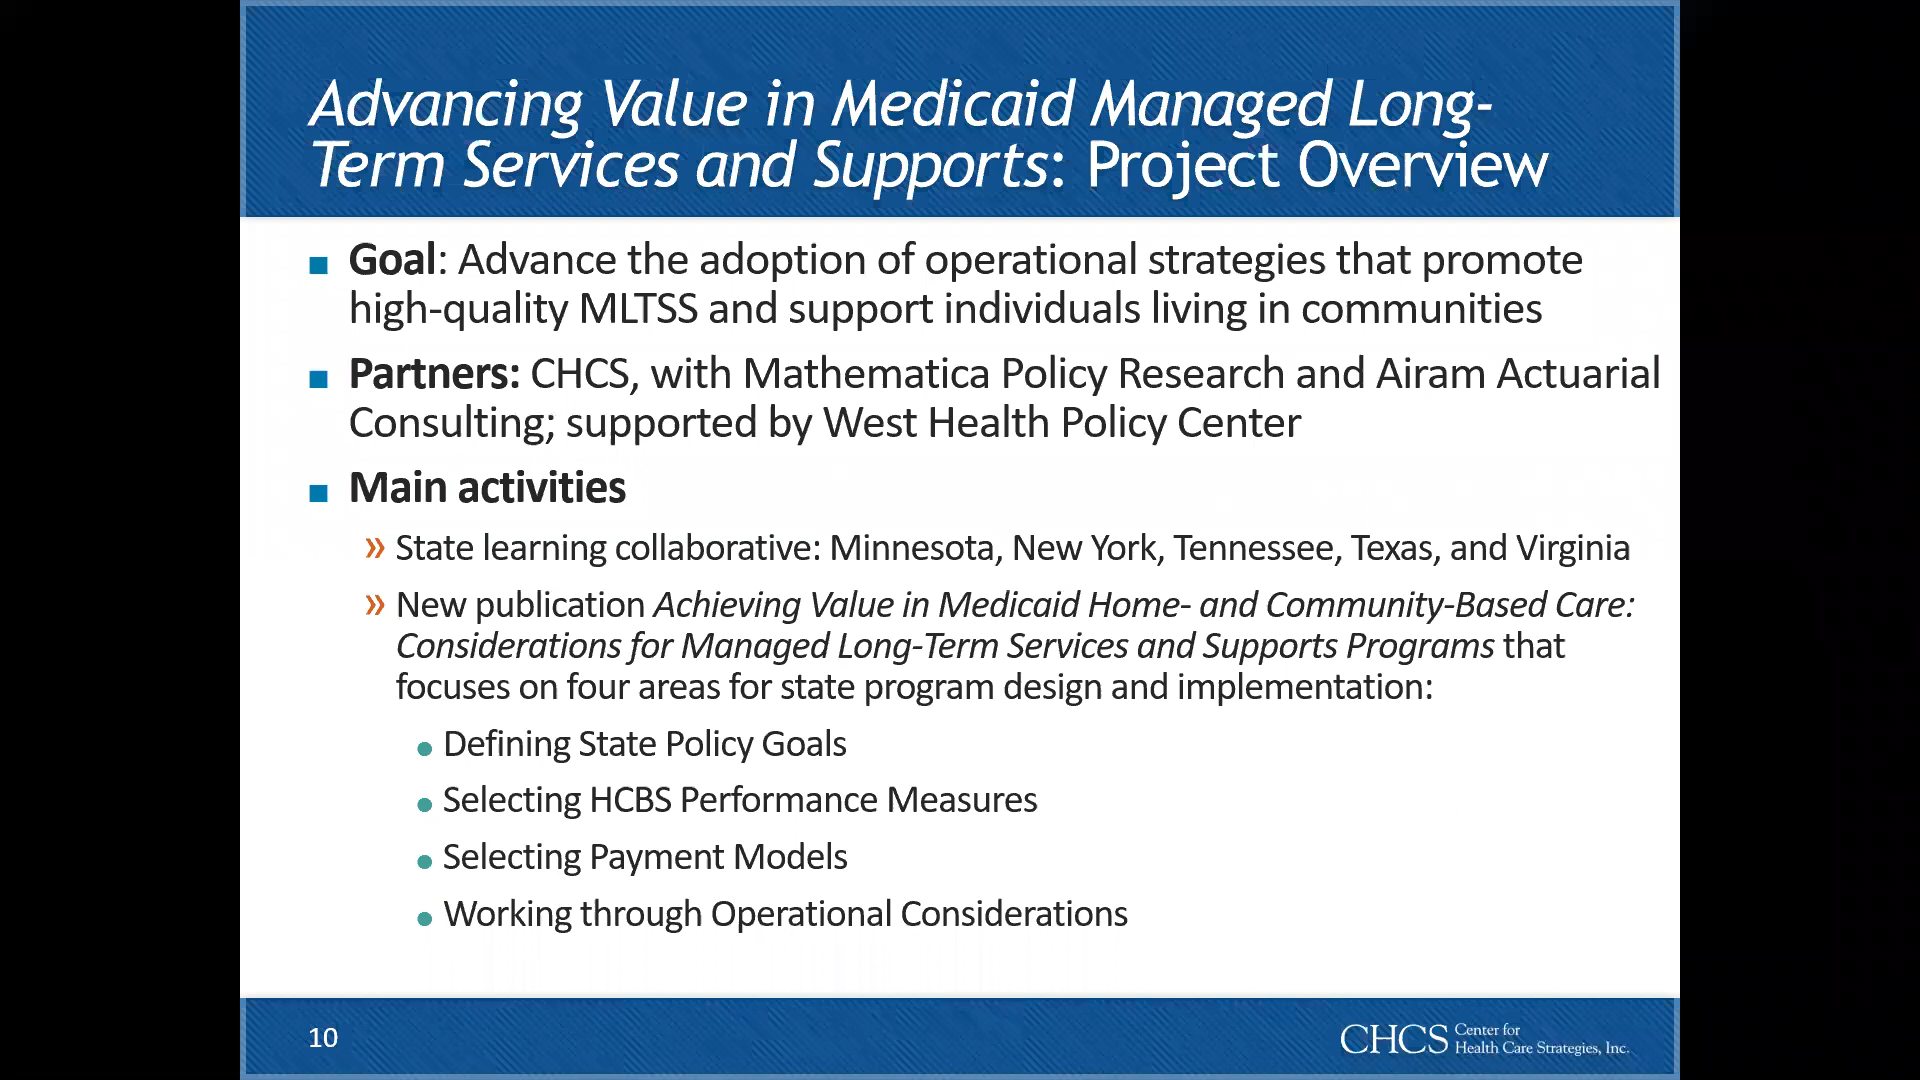 Advancing Value in Medicaid Managed Long-
Term Services and Supports: Project Overview
■ Goal: Advance the adoption of operational strategies that promote
high-quality MLTSS and support individuals living in communities
■ Partners: CHCS, with Mathematica Policy Research and Airam Actuarial
Consulting; supported by West Health Policy Center
■ Main activities
» State learning collaborative: Minnesota, New York, Tennessee, Texas, and Virginia
» New publication Achieving Value in Medicaid Home- and Community-Based Care:
Considerations for Managed Long-Term Services and Supports Programs that
focuses on four areas for state program design and implementation:
● Defining State Policy Goals
● Selecting HCBS Performance Measures
● Selecting Payment Models
● Working through Operational Considerations
10
CHCS Center for
Health Care Strategies, Inc.